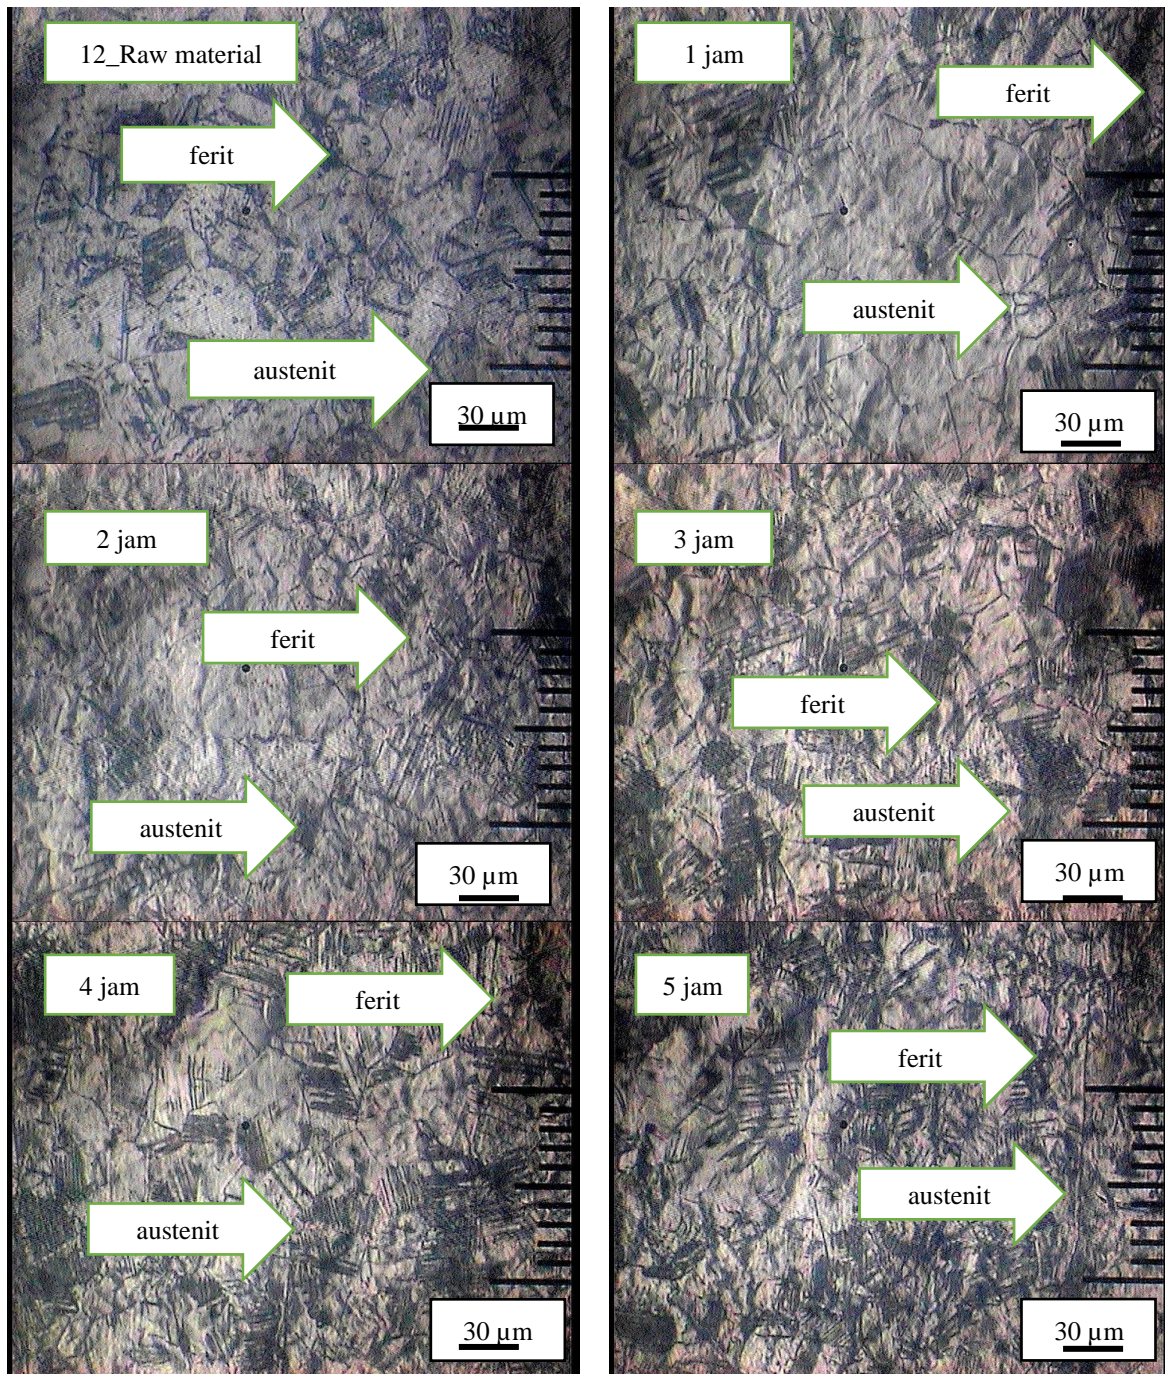 12_Raw material
ferit
austenit
30 µm
1 jam
ferit
austenit
30 µm
2 jam
ferit
austenit
30 µm
3 jam
ferit
austenit
30 µm
4 jam
ferit
austenit
30 µm
5 jam
ferit
austenit
30 µm